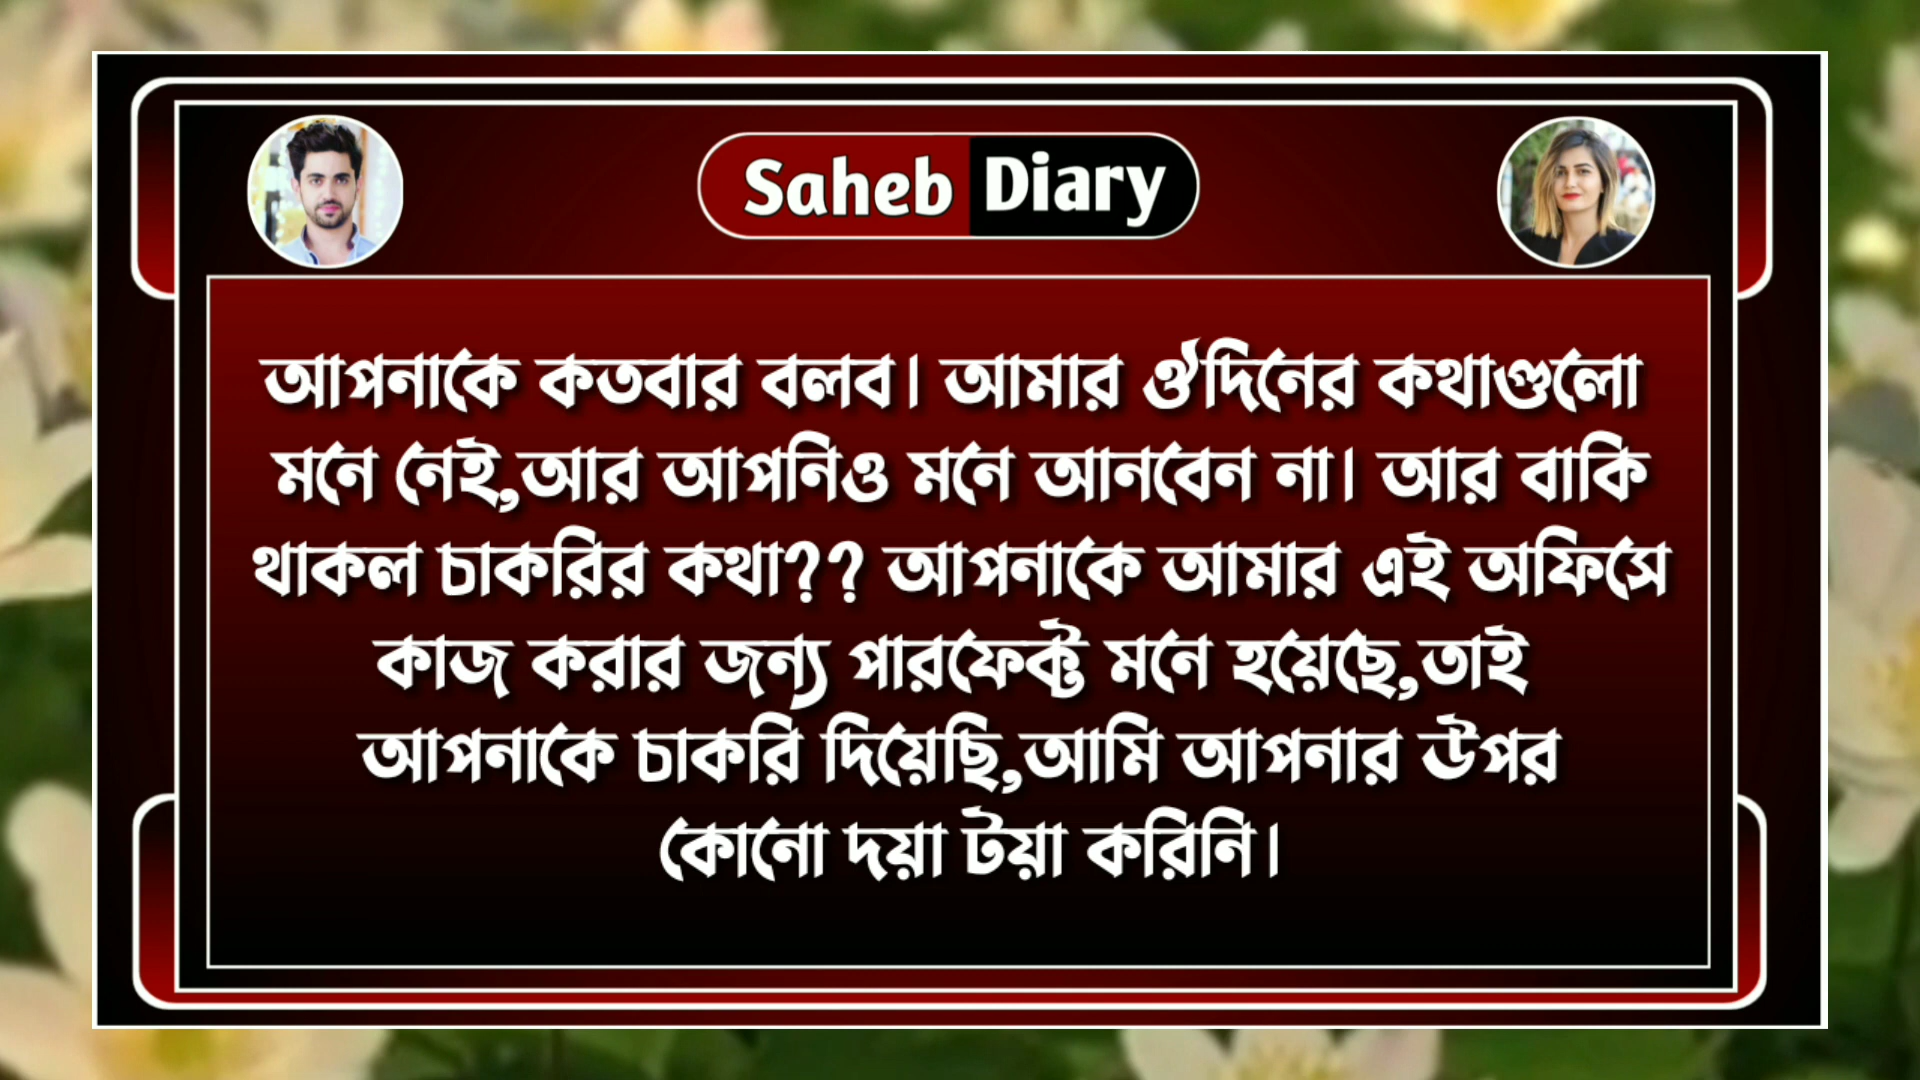 Saheb Diary
আপনাকে কতবার বলব। আমার ঔদিনের কথাগুলো
মনে নেই,আর আপনিও মনে আনবেন না। আর বাকি
থাকল চাকরির কথা?? আপনাকে আমার এই অফিসে
কাজ করার জন্য পারফেক্ট মনে হয়েছে,তাই
আপনাকে চাকরি দিয়েছি,আমি আপনার উপর
কোনো দয়া টয়া করিনি।